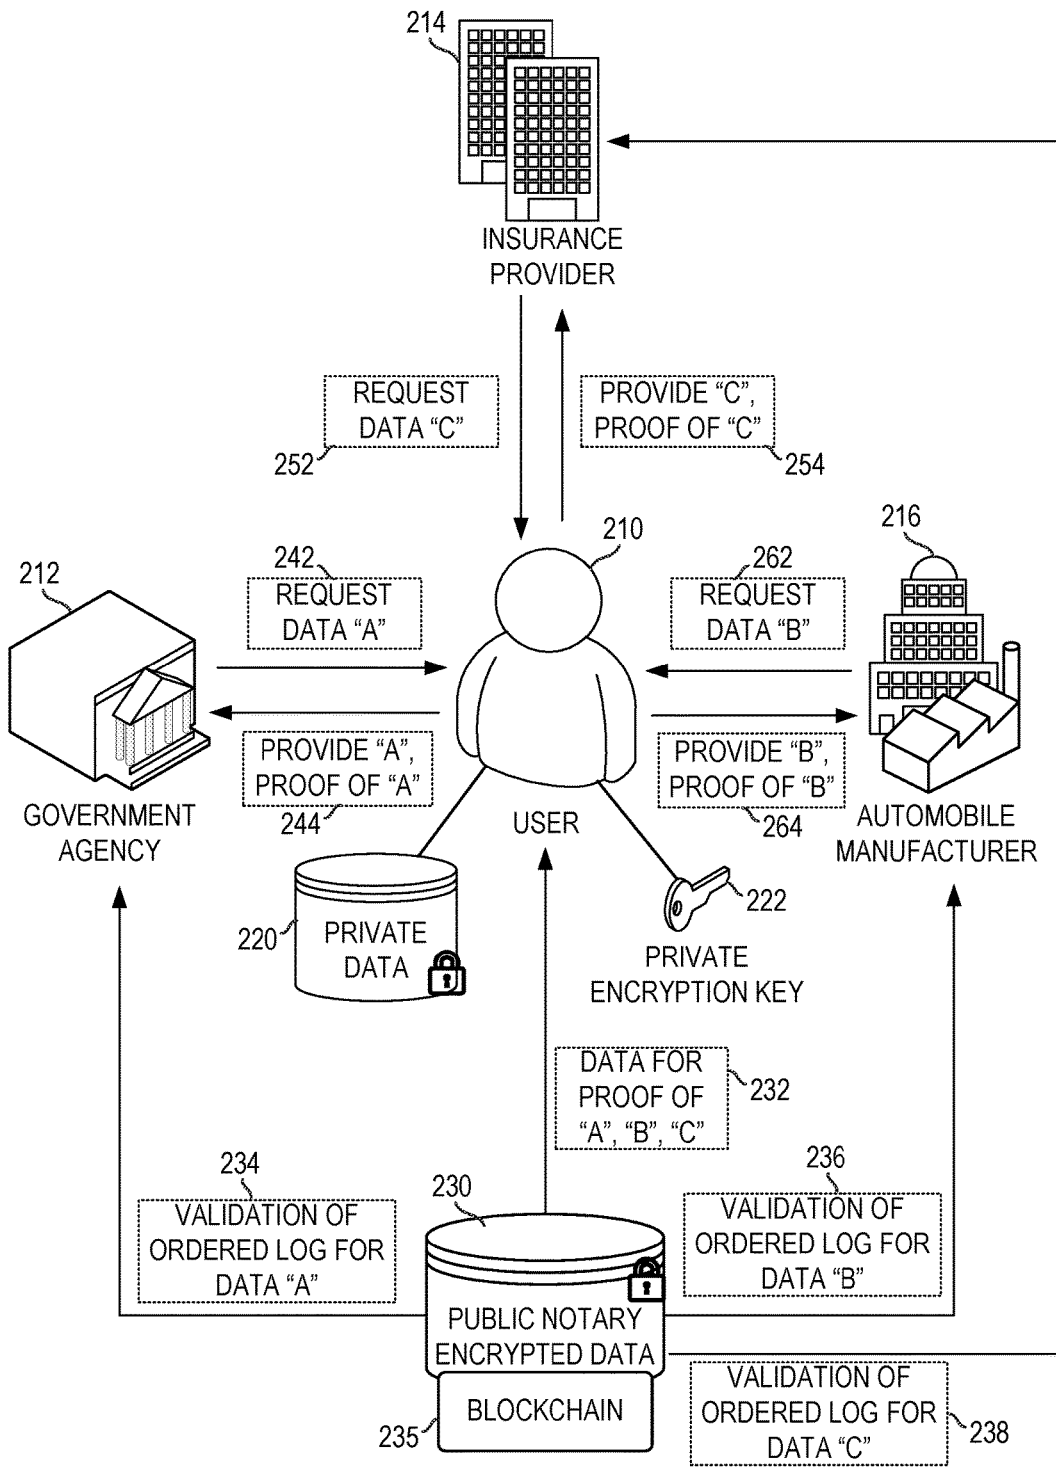 214
INSURANCE
PROVIDER
REQUEST
DATA “C”
252
PROVIDE “C”,
PROOF OF “C”
254
210
216
212
242
REQUEST
DATA “A”
262
REQUEST
DATA “B”
PROVIDE “A”,
PROOF OF “A”
244
PROVIDE “B”,
PROOF OF “B”
264
GOVERNMENT
AGENCY
USER
AUTOMOBILE
MANUFACTURER
220
PRIVATE
DATA
222
PRIVATE
ENCRYPTION KEY
DATA FOR
PROOF OF
“A”, “B”, “C”
232
234
VALIDATION OF
ORDERED LOG FOR
DATA “A”
230
236
VALIDATION OF
ORDERED LOG FOR
DATA “B”
PUBLIC NOTARY
ENCRYPTED DATA
BLOCKCHAIN
235
VALIDATION OF
ORDERED LOG FOR
DATA “C”
238